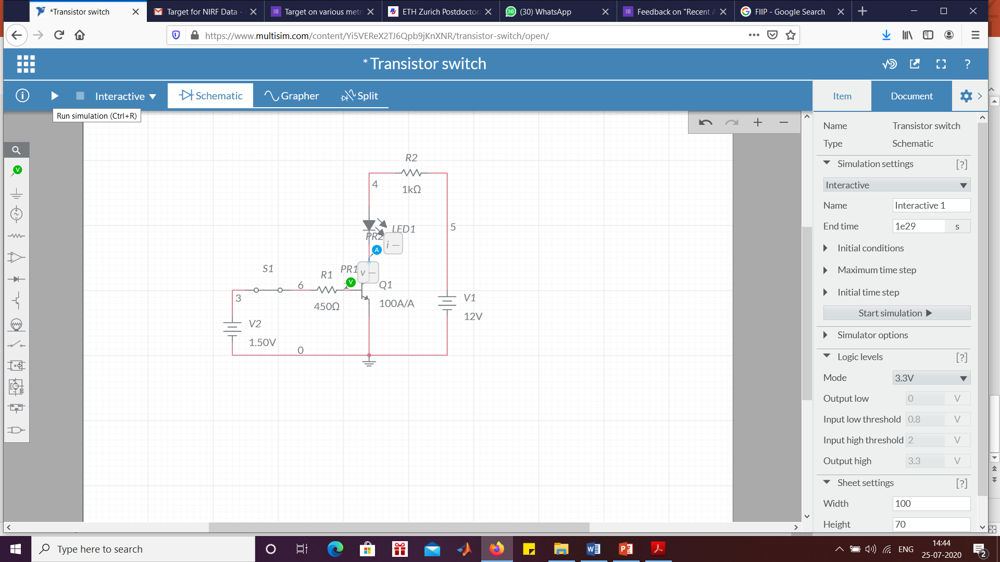 *Transistor switch
Target for NIRF Data -
Target on various metr
ETH Zurich Postdoctor
(30) WhatsApp
Feedback on "Recent A
FIIP - Google Search
https://www.multisim.com/content/Yi5VEReX2TJ6Qpb9jKnXNR/transistor-switch/open/
* Transistor switch
?
Interactive
Schematic
Grapher
Split
Item
Document
Run simulation (Ctrl+R)
Name Transistor switch
Type Schematic
Simulation settings [?]
Interactive
Name Interactive 1
End time 1e29 s
Initial conditions
Maximum time step
Initial time step
Start simulation
Simulator options
Logic levels [?]
Mode 3.3V
Output low 0 V
Input low threshold 0.8 V
Input high threshold 2 V
Output high 3.3 V
Sheet settings [?]
Width 100
Height 70
V
R2
4
1kΩ
5
LED1
PR2
i —
A
S1
R1
PR1
v —
V
Q1
6
3
450Ω
100A/A
V1
12V
V2
1.50V
0
Type here to search
ENG
14:44
25-07-2020
2